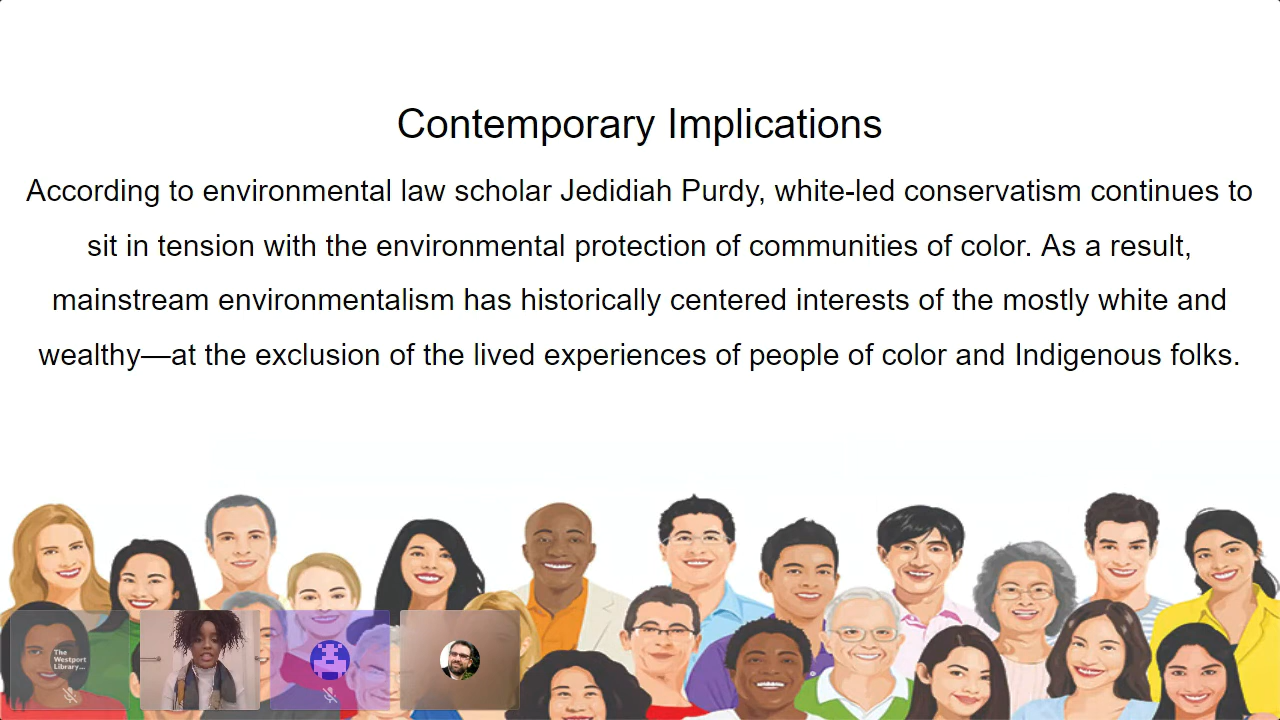 Contemporary Implications
According to environmental law scholar Jedidiah Purdy, white-led conservatism continues to
sit in tension with the environmental protection of communities of color. As a result,
mainstream environmentalism has historically centered interests of the mostly white and
wealthy—at the exclusion of the lived experiences of people of color and Indigenous folks.
The
Westport
Library...